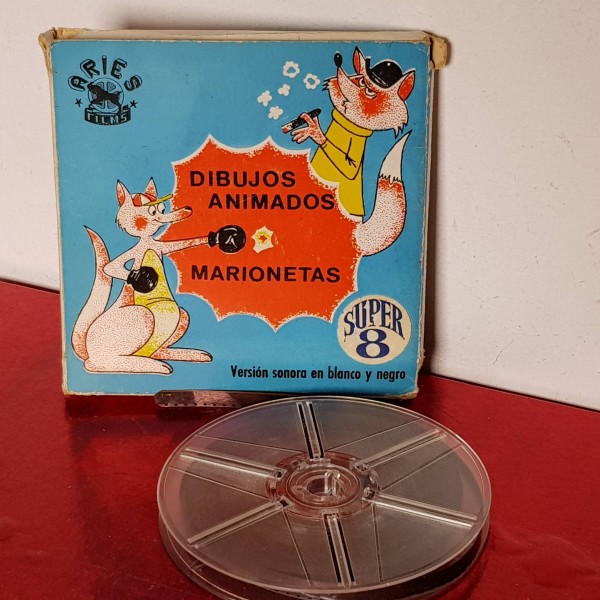 ARIES
FILMS
DIBUJOS
ANIMADOS
MARIONETAS
SUPER
8
Versión sonora en blanco y negro